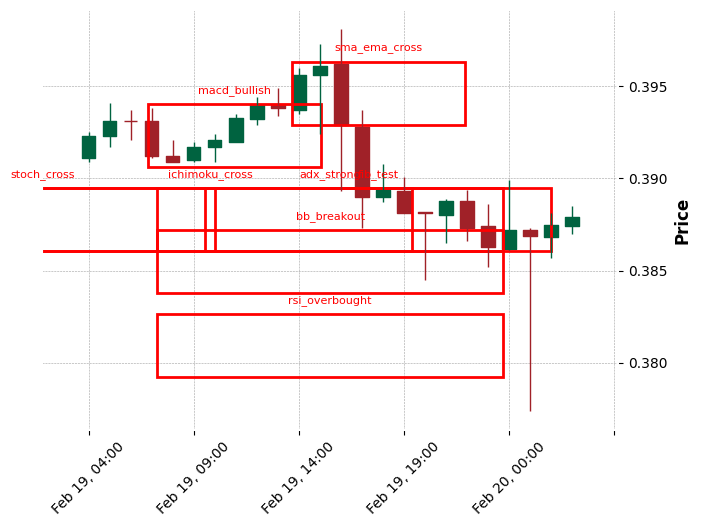 sma_ema_cross
macd_bullish
0.395
stoch_cross
ichimoku_cross
0.390
bb_breakout
Price
0.385
rsi_overbought
0.380
Feb 19, 04:00
Feb 19, 09:00
Feb 19, 14:00
Feb 19, 19:00
Feb 20, 00:00